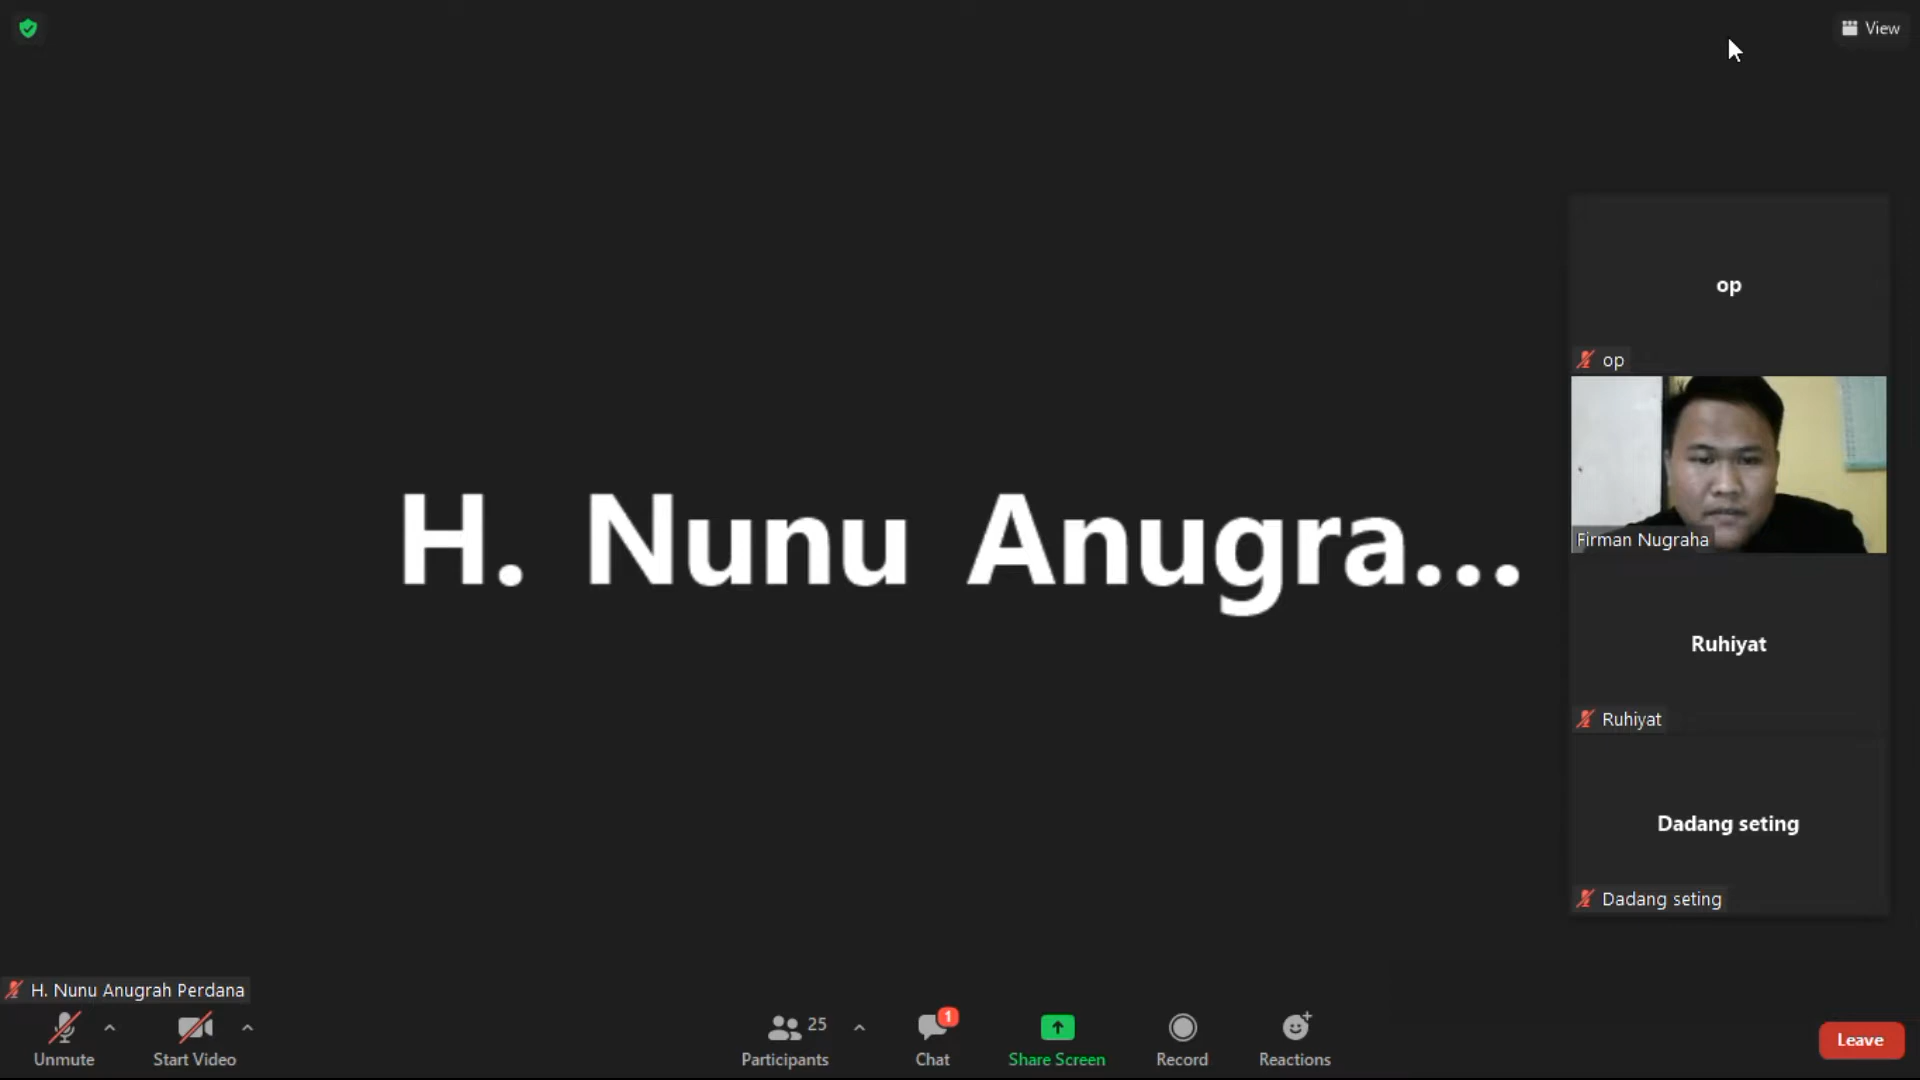 View
op
op
Firman Nugraha
H. Nunu Anugra...
Ruhiyat
Ruhiyat
Dadang seting
Dadang seting
H. Nunu Anugrah Perdana
25
1
Unmute
Start Video
Participants
Chat
Share Screen
Record
Reactions
Leave